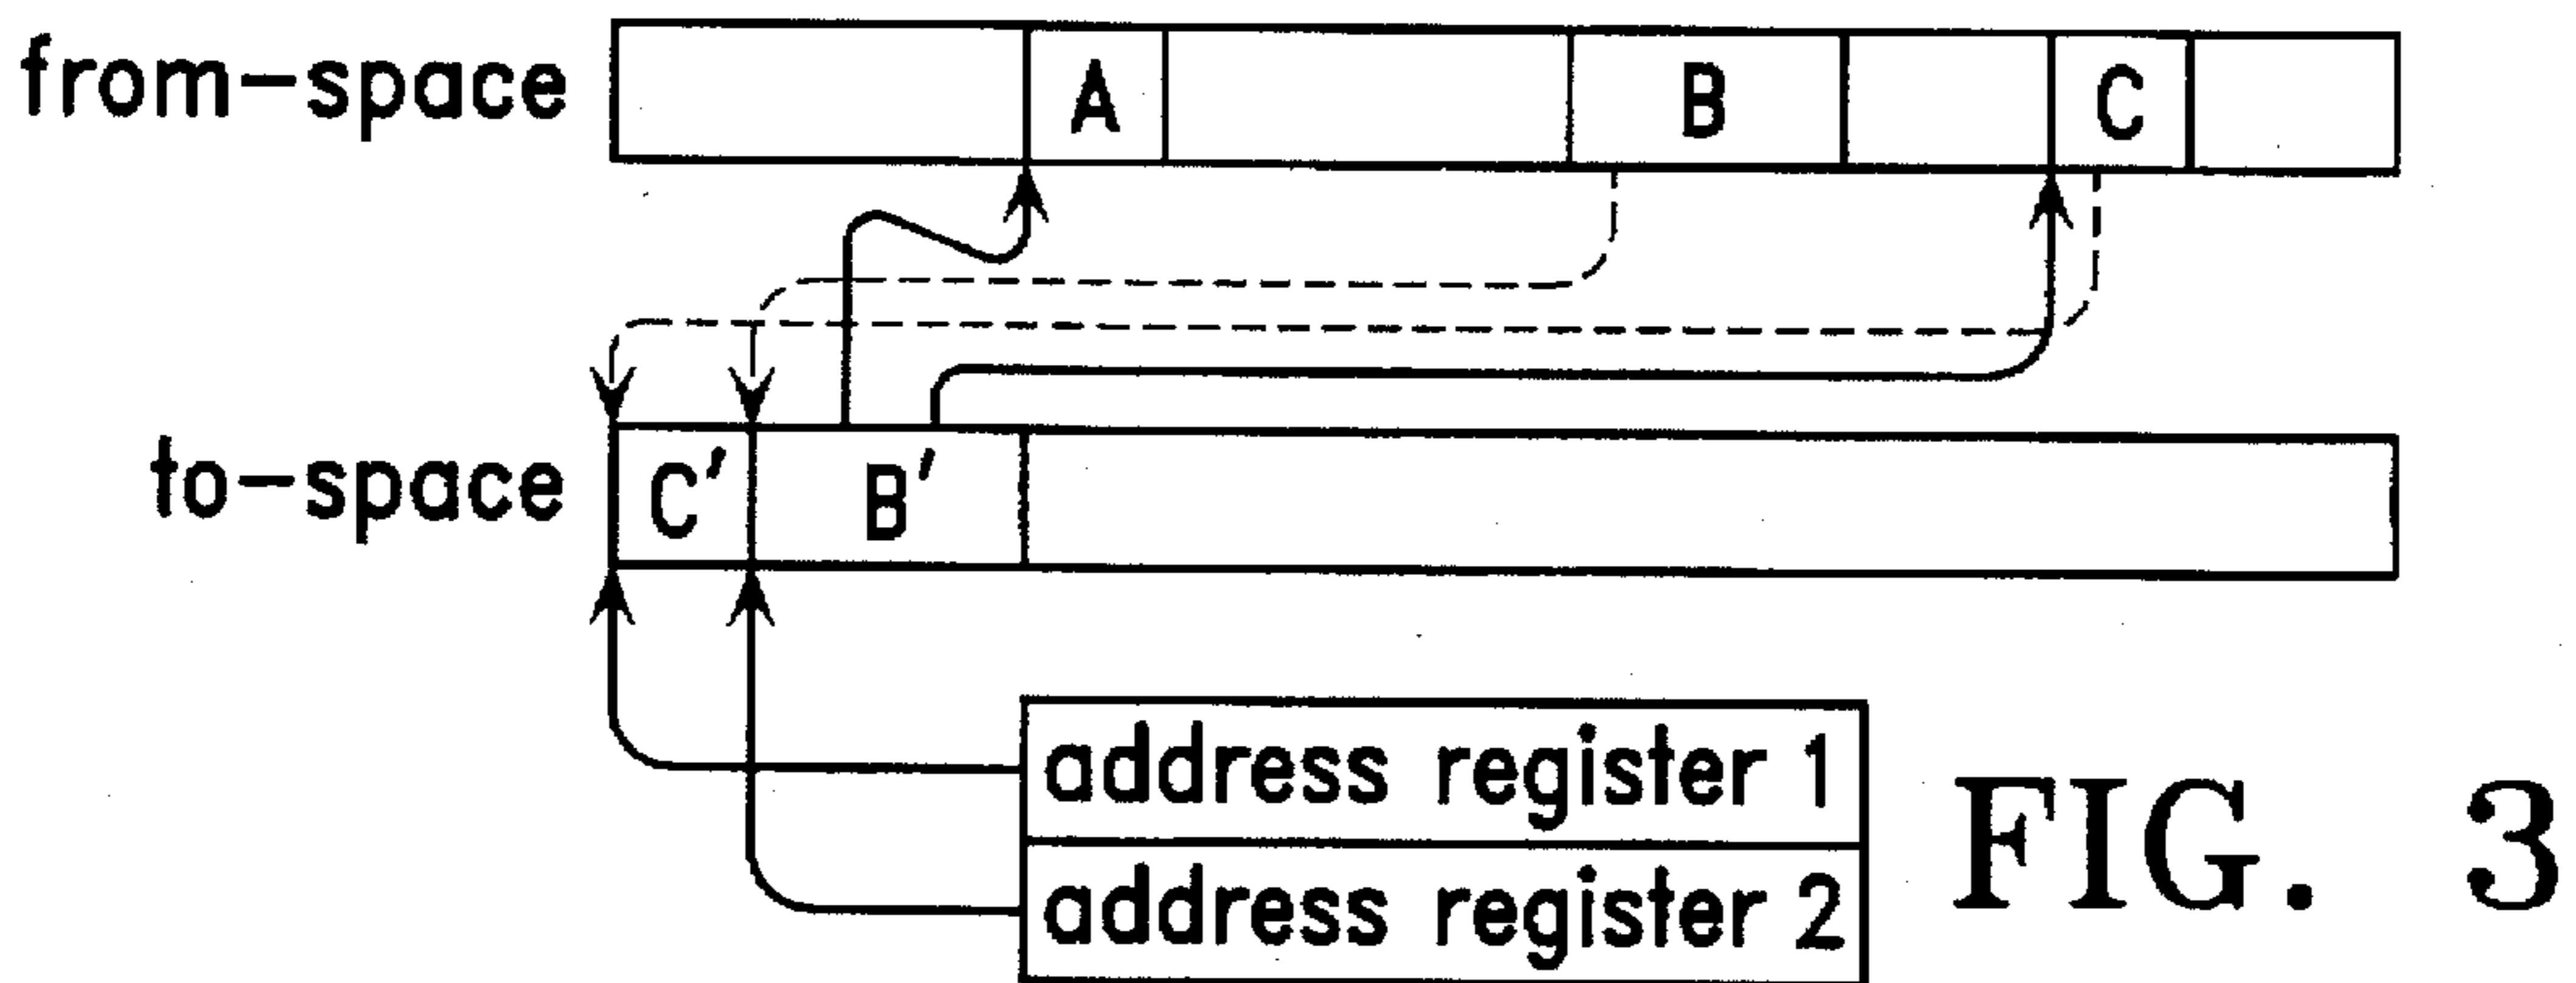 from-space A B C
to-space C′ B′
address register 1
address register 2
FIG. 3